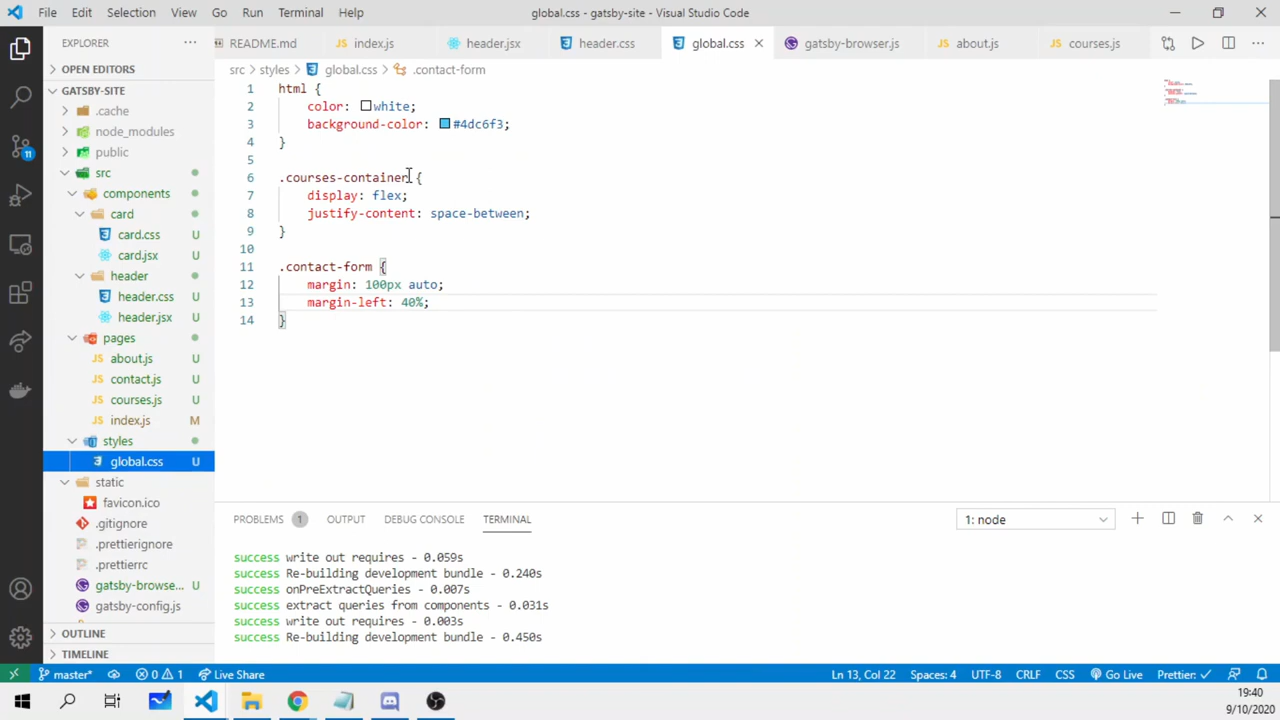 File Edit Selection View Go Run Terminal Help global.css - gatsby-site - Visual Studio Code
EXPLORER
README.md JS index.js header.jsx header.css global.css gatsby-browser.js JS about.js JS courses.js
OPEN EDITORS
src > styles > global.css > .contact-form
GATSBY-SITE
.cache
node_modules
public
src
components
card
card.css U
card.jsx U
header
header.css U
header.jsx U
pages
JS about.js U
JS contact.js U
JS courses.js U
JS index.js M
styles
global.css U
static
favicon.ico
.gitignore
.prettierignore
.prettierrc
gatsby-browse... U
gatsby-config.js
OUTLINE
TIMELINE
11
1 html {
2 color: white;
3 background-color: #4dc6f3;
4 }
5
6 .courses-container {
7 display: flex;
8 justify-content: space-between;
9 }
10
11 .contact-form {
12 margin: 100px auto;
13 margin-left: 40%;
14 }
PROBLEMS 1 OUTPUT DEBUG CONSOLE TERMINAL 1: node
success write out requires - 0.059s
success Re-building development bundle - 0.240s
success onPreExtractQueries - 0.007s
success extract queries from components - 0.031s
success write out requires - 0.003s
success Re-building development bundle - 0.450s
master* 0 1 Live Share Ln 13, Col 22 Spaces: 4 UTF-8 CRLF CSS Go Live Prettier: ✓
19:40
9/10/2020